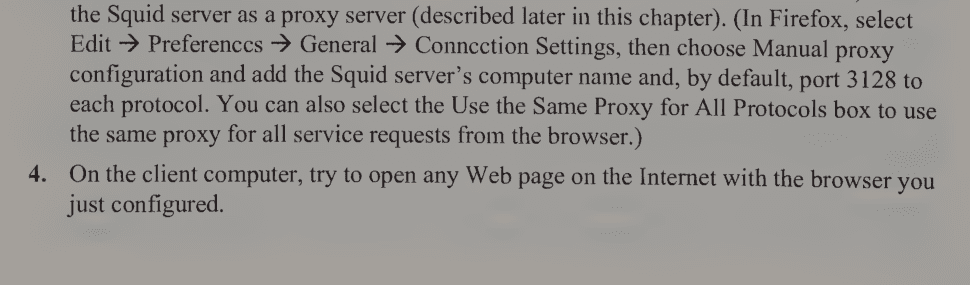 the Squid server as a proxy server (described later in this chapter). (In Firefox, select
Edit → Preferences → General → Connection Settings, then choose Manual proxy
configuration and add the Squid server's computer name and, by default, port 3128 to
each protocol. You can also select the Use the Same Proxy for All Protocols box to use
the same proxy for all service requests from the browser.)
4. On the client computer, try to open any Web page on the Internet with the browser you
just configured.